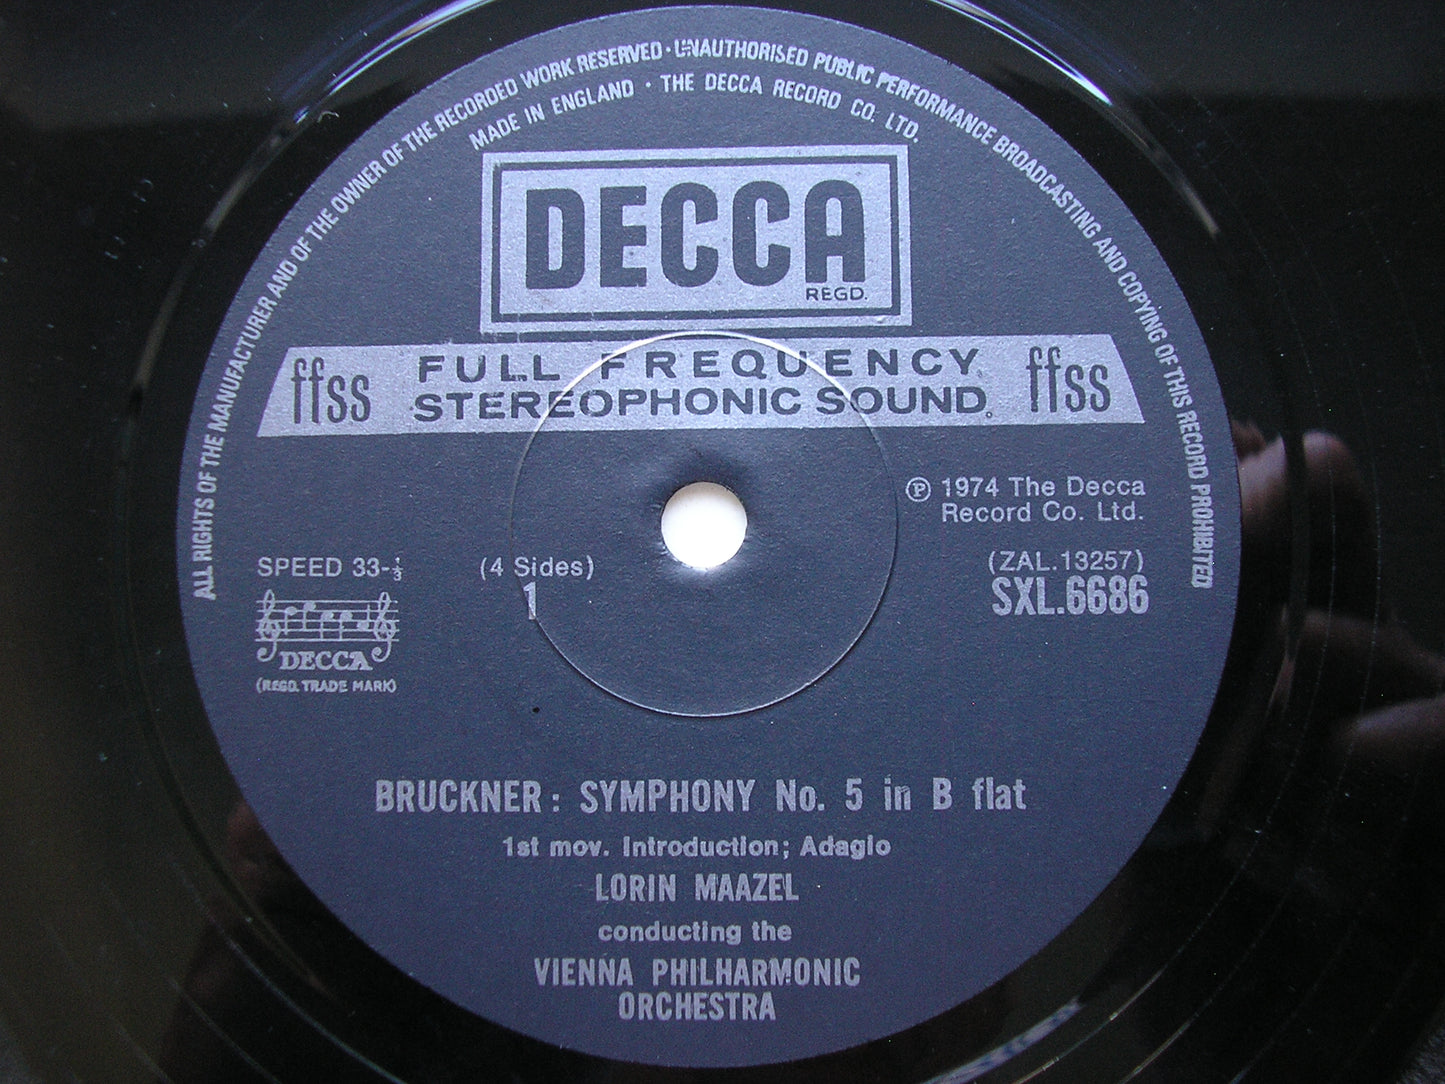 ALL RIGHTS OF THE MANUFACTURER AND OF THE OWNER OF THE RECORDED WORK RESERVED · UNAUTHORISED PUBLIC PERFORMANCE BROADCASTING AND COPYING OF THIS RECORD PROHIBITED
MADE IN ENGLAND · THE DECCA RECORD CO. LTD.
DECCA
REGD.
ffss FULL FREQUENCY ffss
STEREOPHONIC SOUND
℗ 1974 The Decca
Record Co. Ltd.
SPEED 33-⅓ (4 Sides) (ZAL.13257)
1 SXL.6686
DECCA
(REGD. TRADE MARK)
BRUCKNER: SYMPHONY No. 5 in B flat
1st mov. Introduction; Adagio
LORIN MAAZEL
conducting the
VIENNA PHILHARMONIC
ORCHESTRA